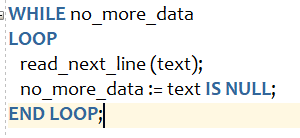 WHILE no_more_data
LOOP
read_next_line (text);
no_more_data := text IS NULL;
END LOOP;